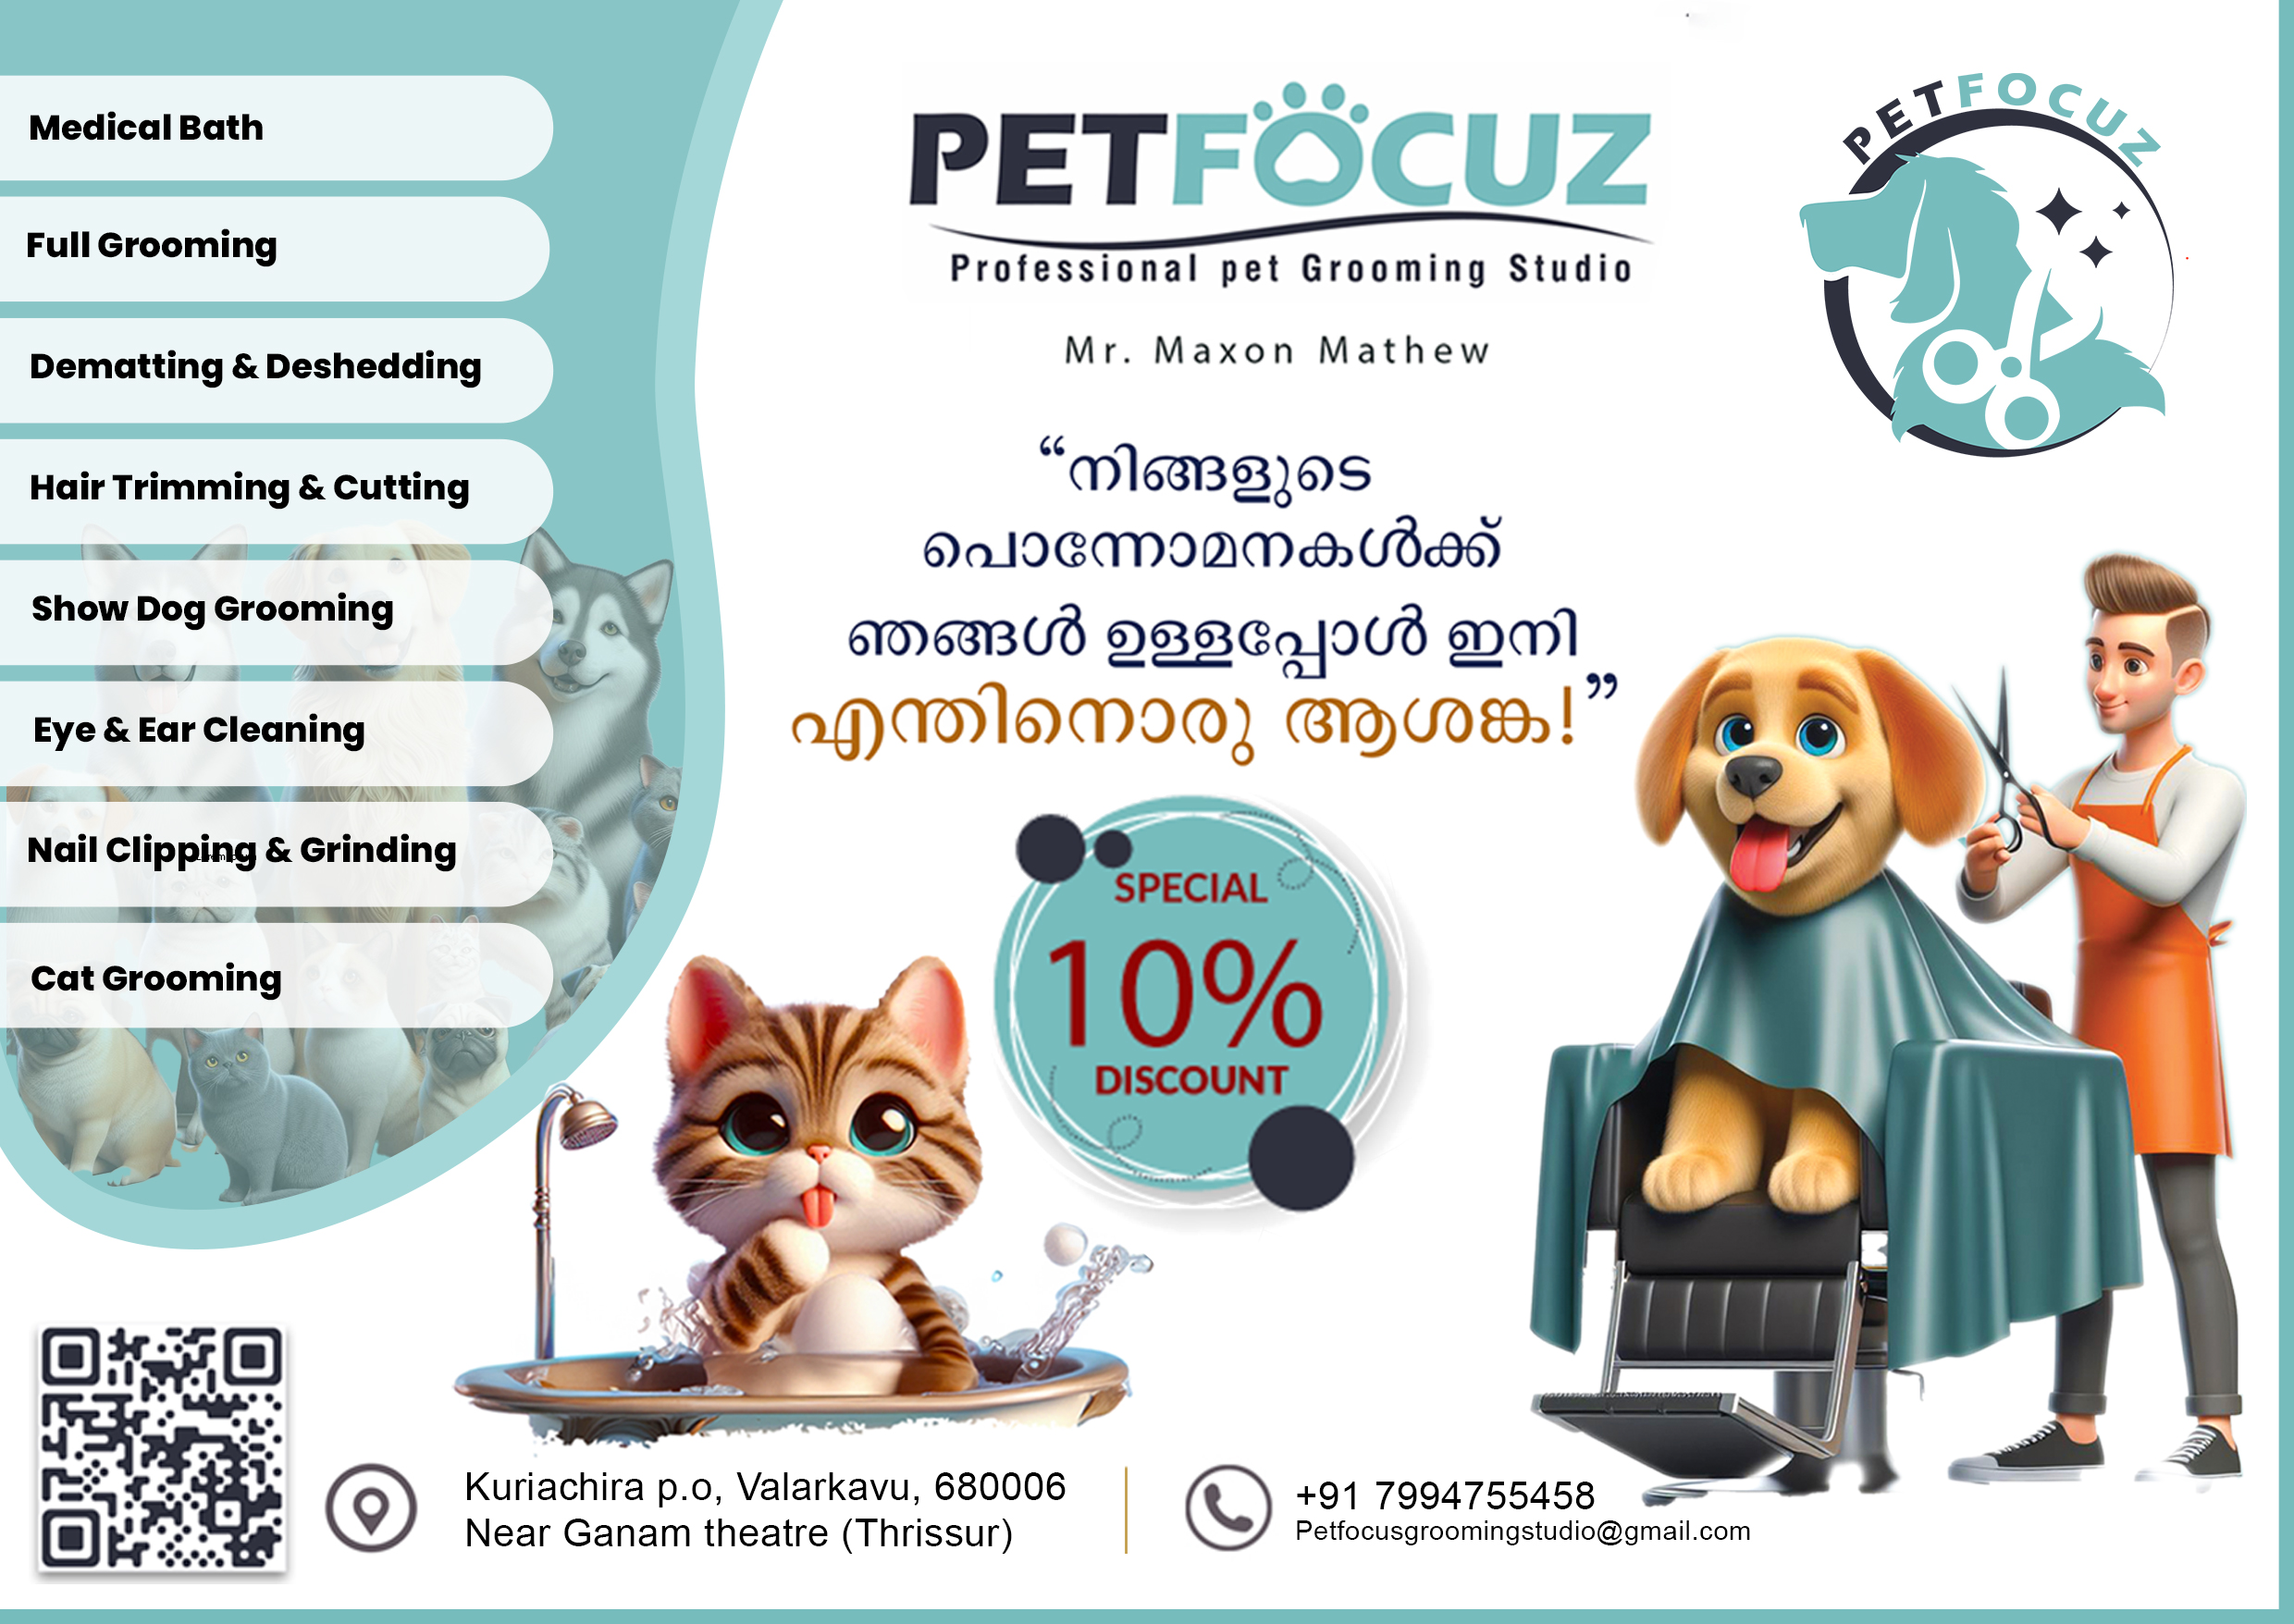 Medical Bath
Full Grooming
Dematting & Deshedding
Hair Trimming & Cutting
Show Dog Grooming
Eye & Ear Cleaning
Nail Clipping & Grinding
Cat Grooming
PETFOCUZ
Professional pet Grooming Studio
Mr. Maxon Mathew
PETFOCUZ
“നിങ്ങളുടെ
പൊന്നോമനകൾക്ക്
ഞങ്ങൾ ഉള്ളപ്പോൾ ഇനി
എന്തിനൊരു ആശങ്ക!”
SPECIAL
10%
DISCOUNT
Kuriachira p.o, Valarkavu, 680006
Near Ganam theatre (Thrissur)
+91 7994755458
Petfocusgroomingstudio@gmail.com